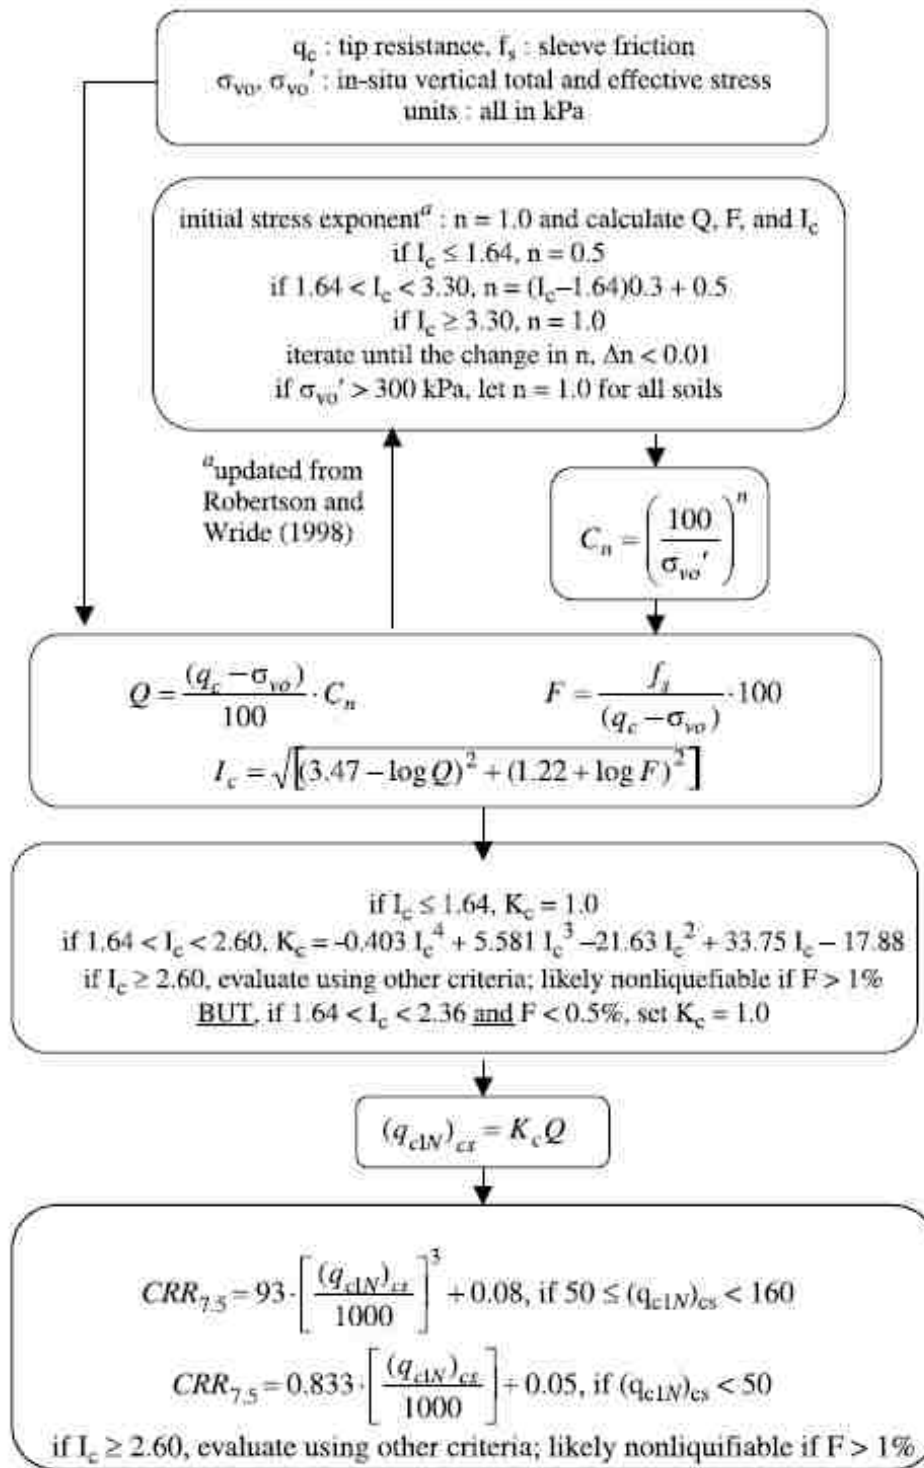 q_c : tip resistance, f_s : sleeve friction
σ_vo, σ_vo' : in-situ vertical total and effective stress
units : all in kPa
initial stress exponent^a : n = 1.0 and calculate Q, F, and I_c
if I_c ≤ 1.64, n = 0.5
if 1.64 < I_c < 3.30, n = (I_c−1.64)0.3 + 0.5
if I_c ≥ 3.30, n = 1.0
iterate until the change in n, Δn < 0.01
if σ_vo' > 300 kPa, let n = 1.0 for all soils
^a updated from
Robertson and
Wride (1998)
C_n = (100 / σ_vo')^n
Q = (q_c − σ_vo) / 100 · C_n
F = f_s / (q_c − σ_vo) · 100
I_c = √[(3.47 − log Q)^2 + (1.22 + log F)^2]
if I_c ≤ 1.64, K_c = 1.0
if 1.64 < I_c < 2.60, K_c = -0.403 I_c^4 + 5.581 I_c^3 −21.63 I_c^2 + 33.75 I_c − 17.88
if I_c ≥ 2.60, evaluate using other criteria; likely nonliquefiable if F > 1%
BUT, if 1.64 < I_c < 2.36 and F < 0.5%, set K_c = 1.0
(q_c1N)_cs = K_c Q
CRR_7.5 = 93 · [(q_c1N)_cs / 1000]^3 + 0.08, if 50 ≤ (q_c1N)_cs < 160
CRR_7.5 = 0.833 · [(q_c1N)_cs / 1000] + 0.05, if (q_c1N)_cs < 50
if I_c ≥ 2.60, evaluate using other criteria; likely nonliquifiable if F > 1%